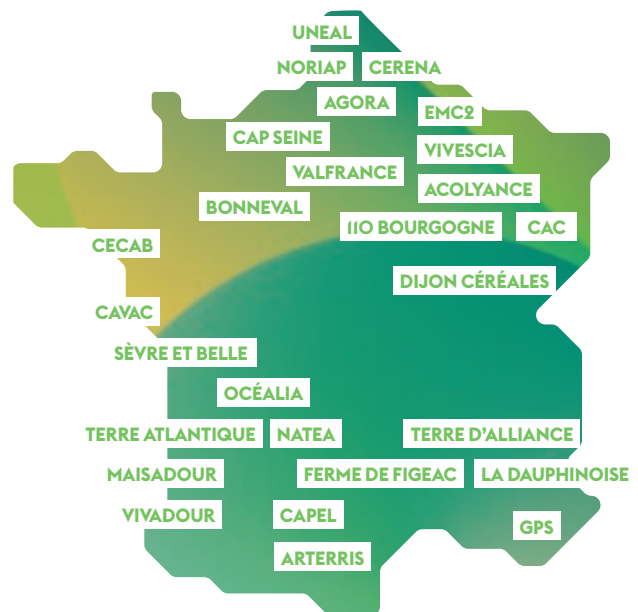 UNEAL
NORIAP
CERENA
AGORA
EMC2
CAP SEINE
VIVESCIA
VALFRANCE
ACOLYANCE
BONNEVAL
110 BOURGOGNE
CAC
CECAB
DIJON CÉRÉALES
CAVAC
SÈVRE ET BELLE
OCÉALIA
TERRE ATLANTIQUE
NATEA
TERRE D'ALLIANCE
MAISADOUR
FERME DE FIGEAC
LA DAUPHINOISE
VIVADOUR
CAPEL
GPS
ARTERRIS